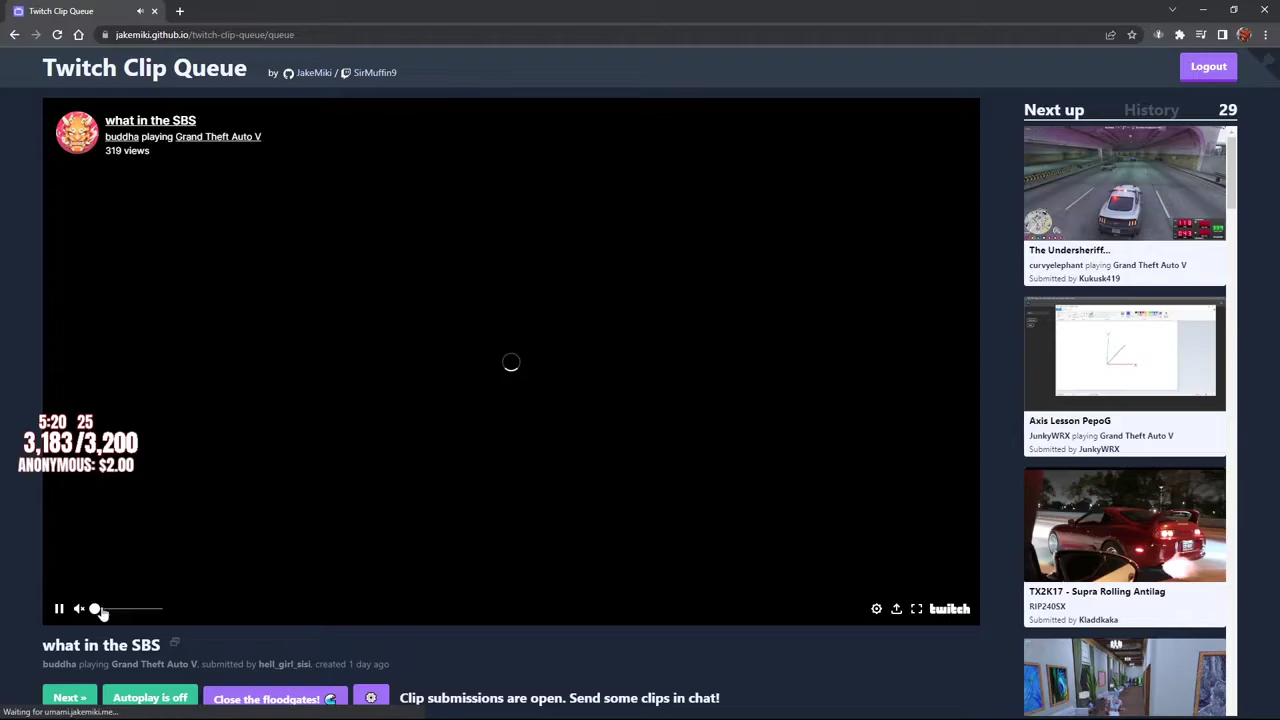 Twitch Clip Queue
jakemiki.github.io/twitch-clip-queue/queue
Twitch Clip Queue
by JakeMiki / SirMuffin9
Logout
what in the SBS
buddha playing Grand Theft Auto V
319 views
Next up
History
29
The Undersheriff...
curvyelephant playing Grand Theft Auto V
Submitted by Kukusk419
Axis Lesson PepoG
JunkyWRX playing Grand Theft Auto V
Submitted by JunkyWRX
TX2K17 - Supra Rolling Antilag
RIP240SX
Submitted by Kladdkaka
5:20 25
3,183/3,200
ANONYMOUS: $2.00
twitch
what in the SBS
buddha playing Grand Theft Auto V, submitted by hell_girl_sisi, created 1 day ago
Next »
Autoplay is off
Close the floodgates!
Clip submissions are open. Send some clips in chat!
Waiting for umami.jakemiki.me...